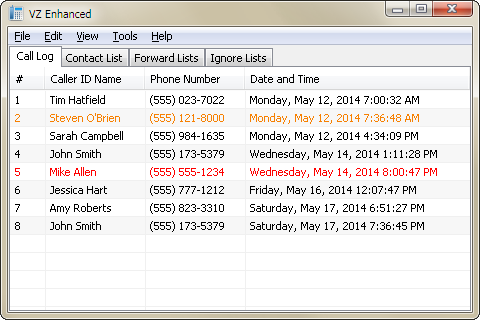 VZ Enhanced
File Edit View Tools Help
Call Log Contact List Forward Lists Ignore Lists
# Caller ID Name Phone Number Date and Time
1 Tim Hatfield (555) 023-7022 Monday, May 12, 2014 7:00:32 AM
2 Steven O'Brien (555) 121-8000 Monday, May 12, 2014 7:36:48 AM
3 Sarah Campbell (555) 984-1635 Monday, May 12, 2014 4:34:09 PM
4 John Smith (555) 173-5379 Wednesday, May 14, 2014 1:11:28 PM
5 Mike Allen (555) 555-1234 Wednesday, May 14, 2014 8:00:47 PM
6 Jessica Hart (555) 777-1212 Friday, May 16, 2014 12:07:47 PM
7 Amy Roberts (555) 823-3310 Saturday, May 17, 2014 6:51:27 PM
8 John Smith (555) 173-5379 Saturday, May 17, 2014 7:36:45 PM